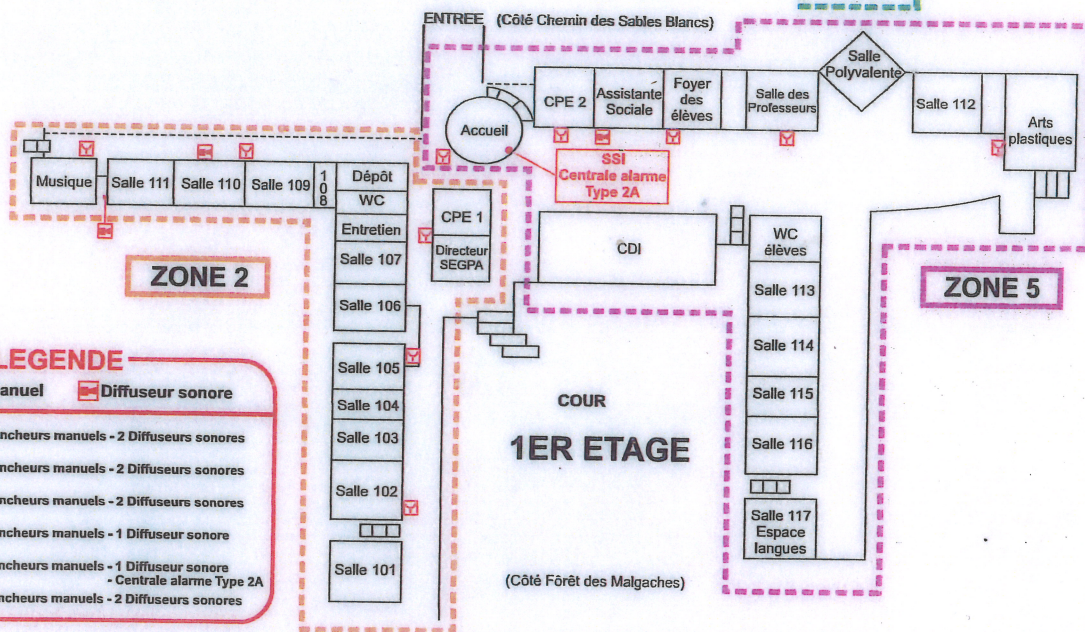 ENTREE (Côté Chemin des Sables Blancs)
Salle
Polyvalente
CPE 2
Assistante
Sociale
Foyer
des
élèves
Salle des
Professeurs
Salle 112
Arts
plastiques
Accueil
SSI
Centrale alarme
Type 2A
Musique
Salle 111
Salle 110
Salle 109
108
Dépôt
WC
Entretien
Salle 107
Salle 106
CPE 1
Directeur
SEGPA
CDI
WC
élèves
Salle 113
ZONE 2
ZONE 5
Salle 114
Salle 105
Salle 104
Salle 103
Salle 102
Salle 101
Salle 115
Salle 116
Salle 117
Espace
langues
COUR
1ER ETAGE
(Côté Fôrêt des Malgaches)
LEGENDE
anuel Diffuseur sonore
ncheurs manuels - 2 Diffuseurs sonores
ncheurs manuels - 2 Diffuseurs sonores
ncheurs manuels - 2 Diffuseurs sonores
ncheurs manuels - 1 Diffuseur sonore
ncheurs manuels - 1 Diffuseur sonore
- Centrale alarme Type 2A
ncheurs manuels - 2 Diffuseurs sonores